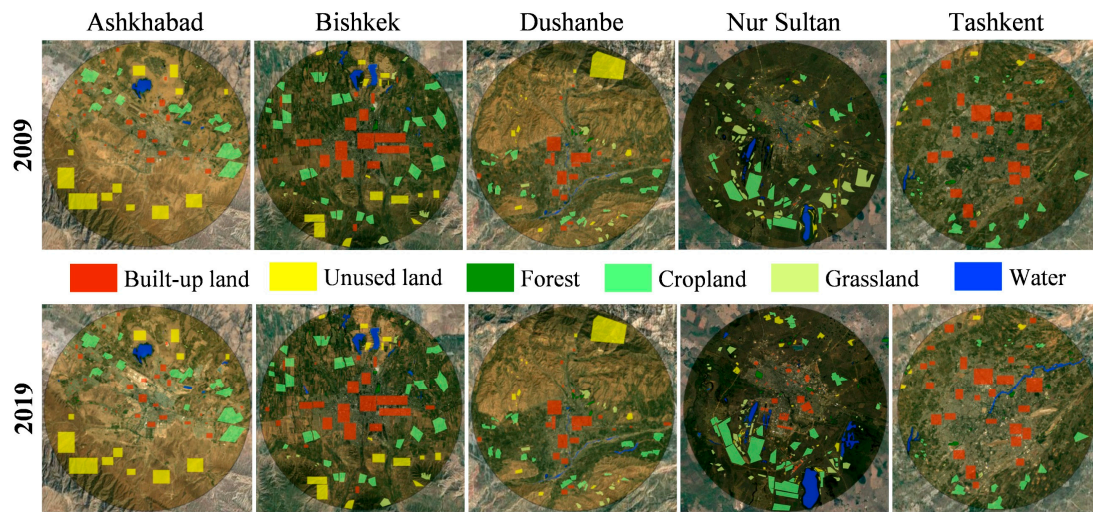 Ashkhabad Bishkek Dushanbe Nur Sultan Tashkent
2009
Built-up land Unused land Forest Cropland Grassland Water
2019